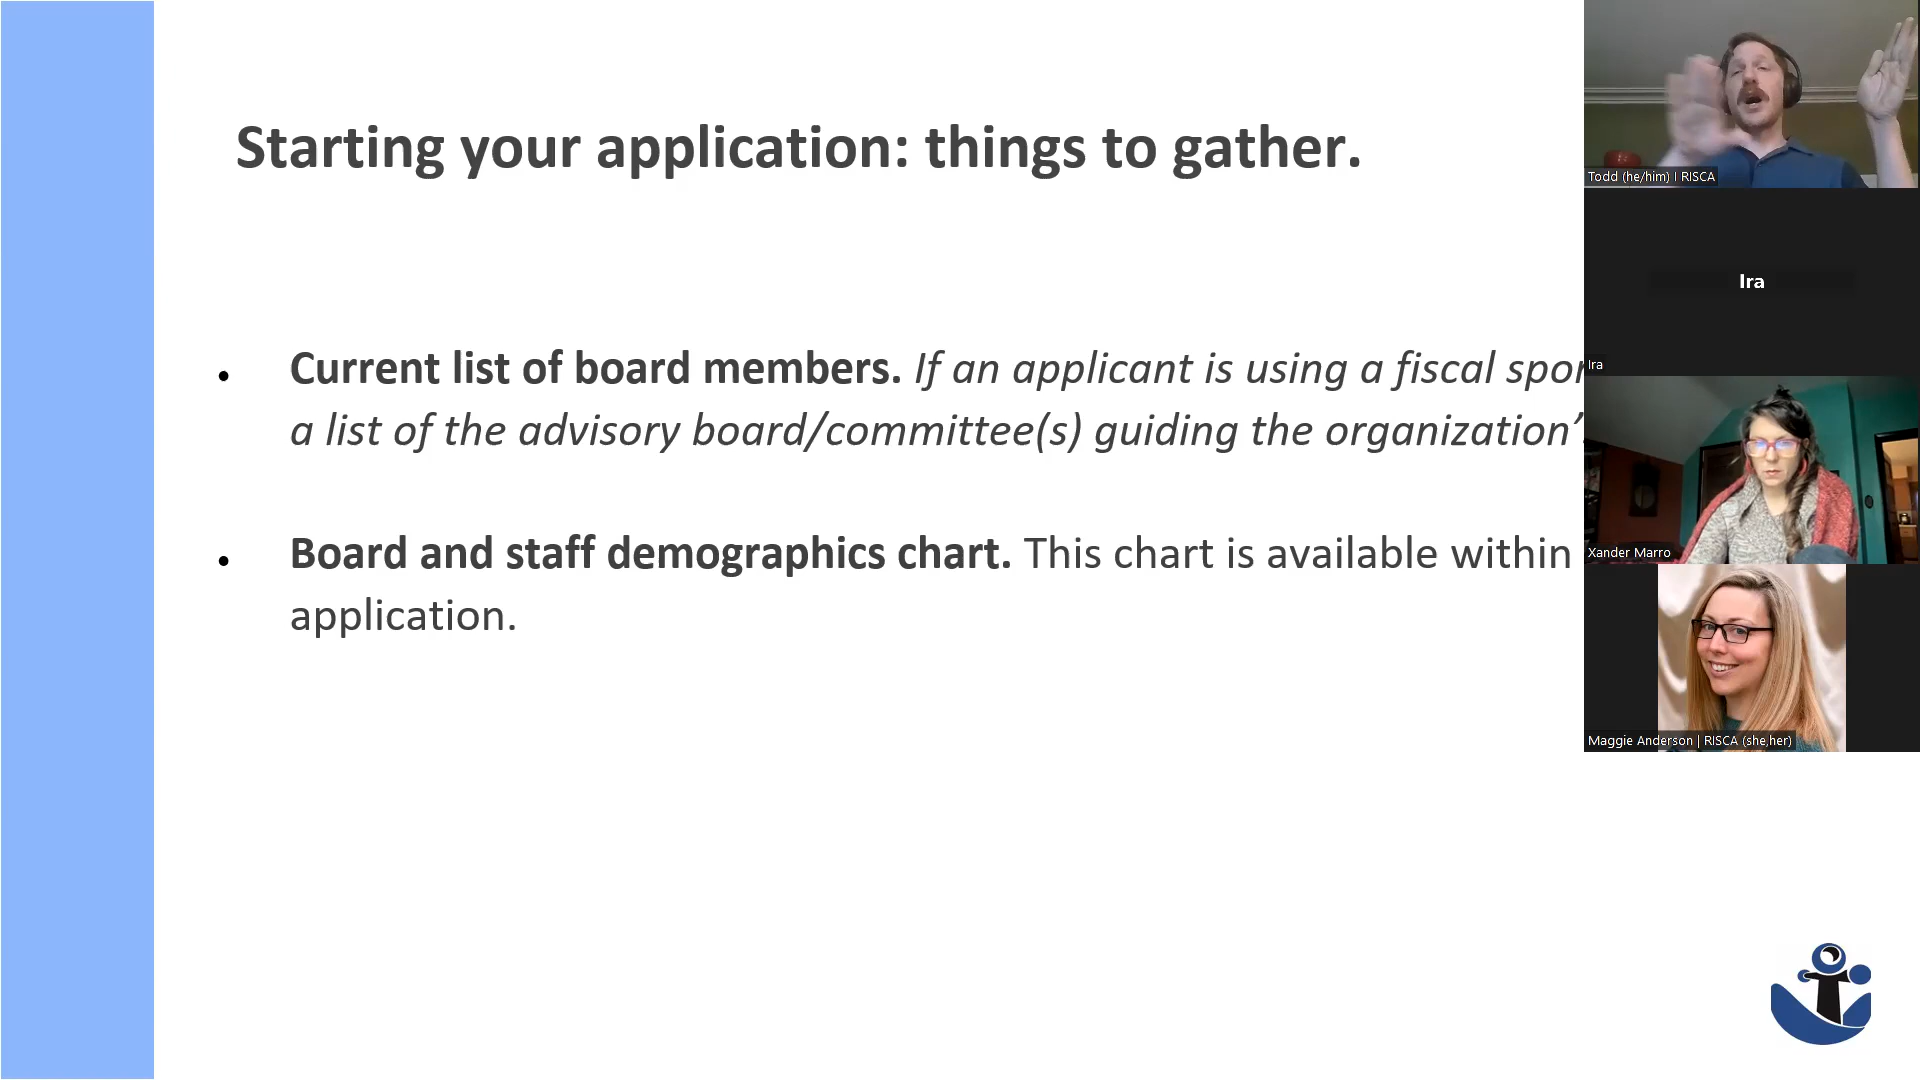 Starting your application: things to gather.
Current list of board members. If an applicant is using a fiscal
a list of the advisory board/committee(s) guiding the organization’
Board and staff demographics chart. This chart is available within
application.
Todd (he/him) I RISCA
Ira
Ira
Xander Marro
Maggie Anderson | RISCA (she,her)